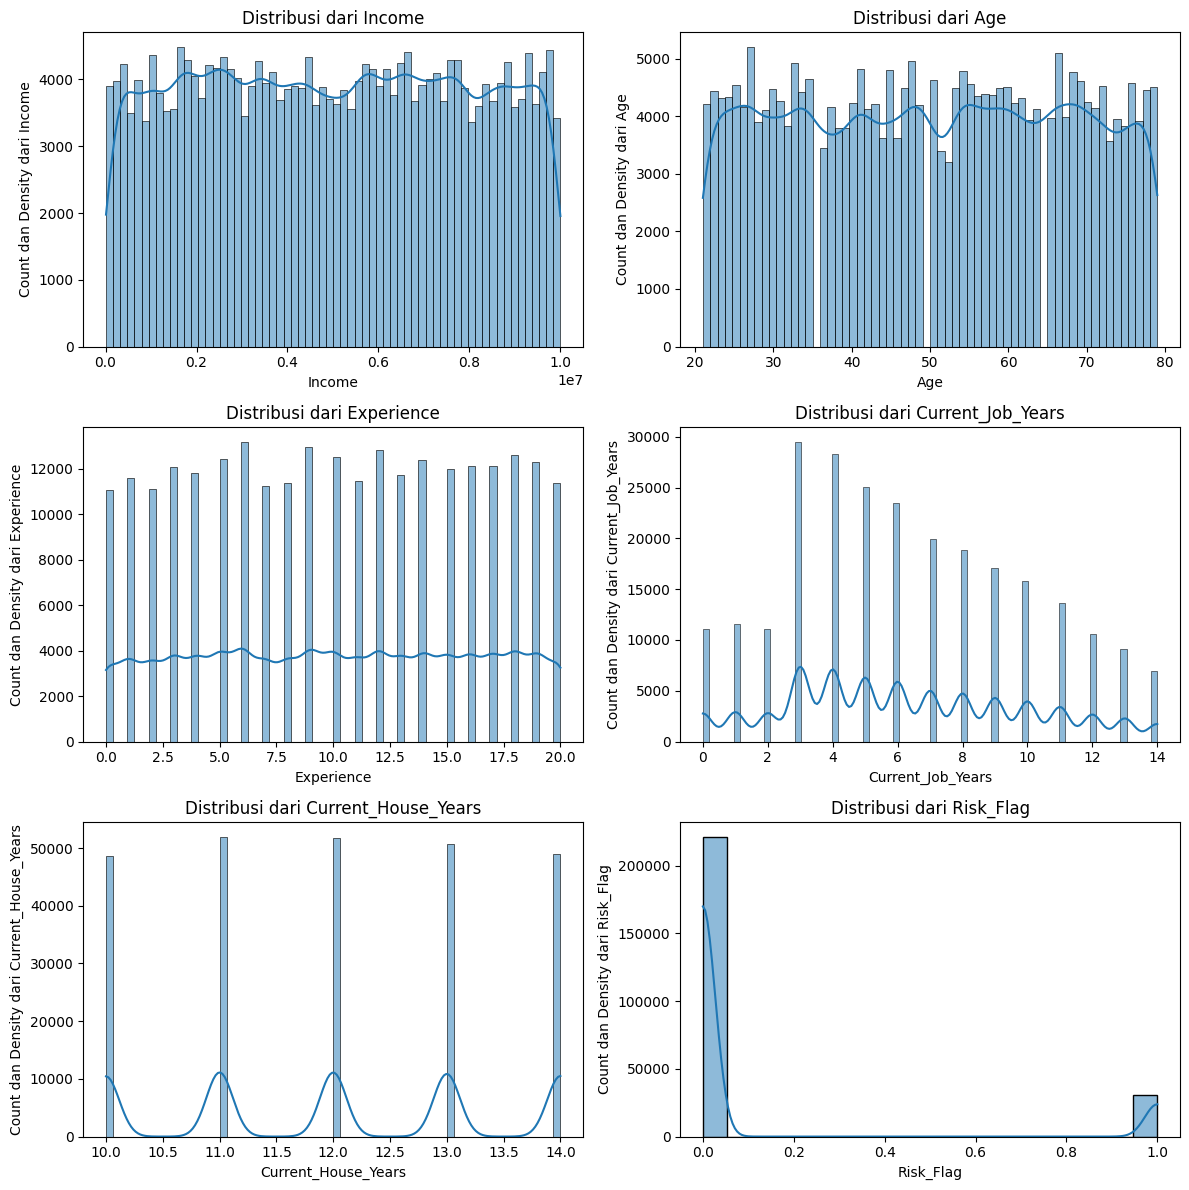 Distribusi dari Income
Count dan Density dari Income
4000
3000
2000
1000
0
0.0 0.2 0.4 0.6 0.8 1.0
1e7
Income
Distribusi dari Age
Count dan Density dari Age
5000
4000
3000
2000
1000
0
20 30 40 50 60 70 80
Age
Distribusi dari Experience
Count dan Density dari Experience
12000
10000
8000
6000
4000
2000
0
0.0 2.5 5.0 7.5 10.0 12.5 15.0 17.5 20.0
Experience
Distribusi dari Current_Job_Years
Count dan Density dari Current_Job_Years
30000
25000
20000
15000
10000
5000
0
0 2 4 6 8 10 12 14
Current_Job_Years
Distribusi dari Current_House_Years
Count dan Density dari Current_House_Years
50000
40000
30000
20000
10000
0
10.0 10.5 11.0 11.5 12.0 12.5 13.0 13.5 14.0
Current_House_Years
Distribusi dari Risk_Flag
Count dan Density dari Risk_Flag
200000
150000
100000
50000
0
0.0 0.2 0.4 0.6 0.8 1.0
Risk_Flag